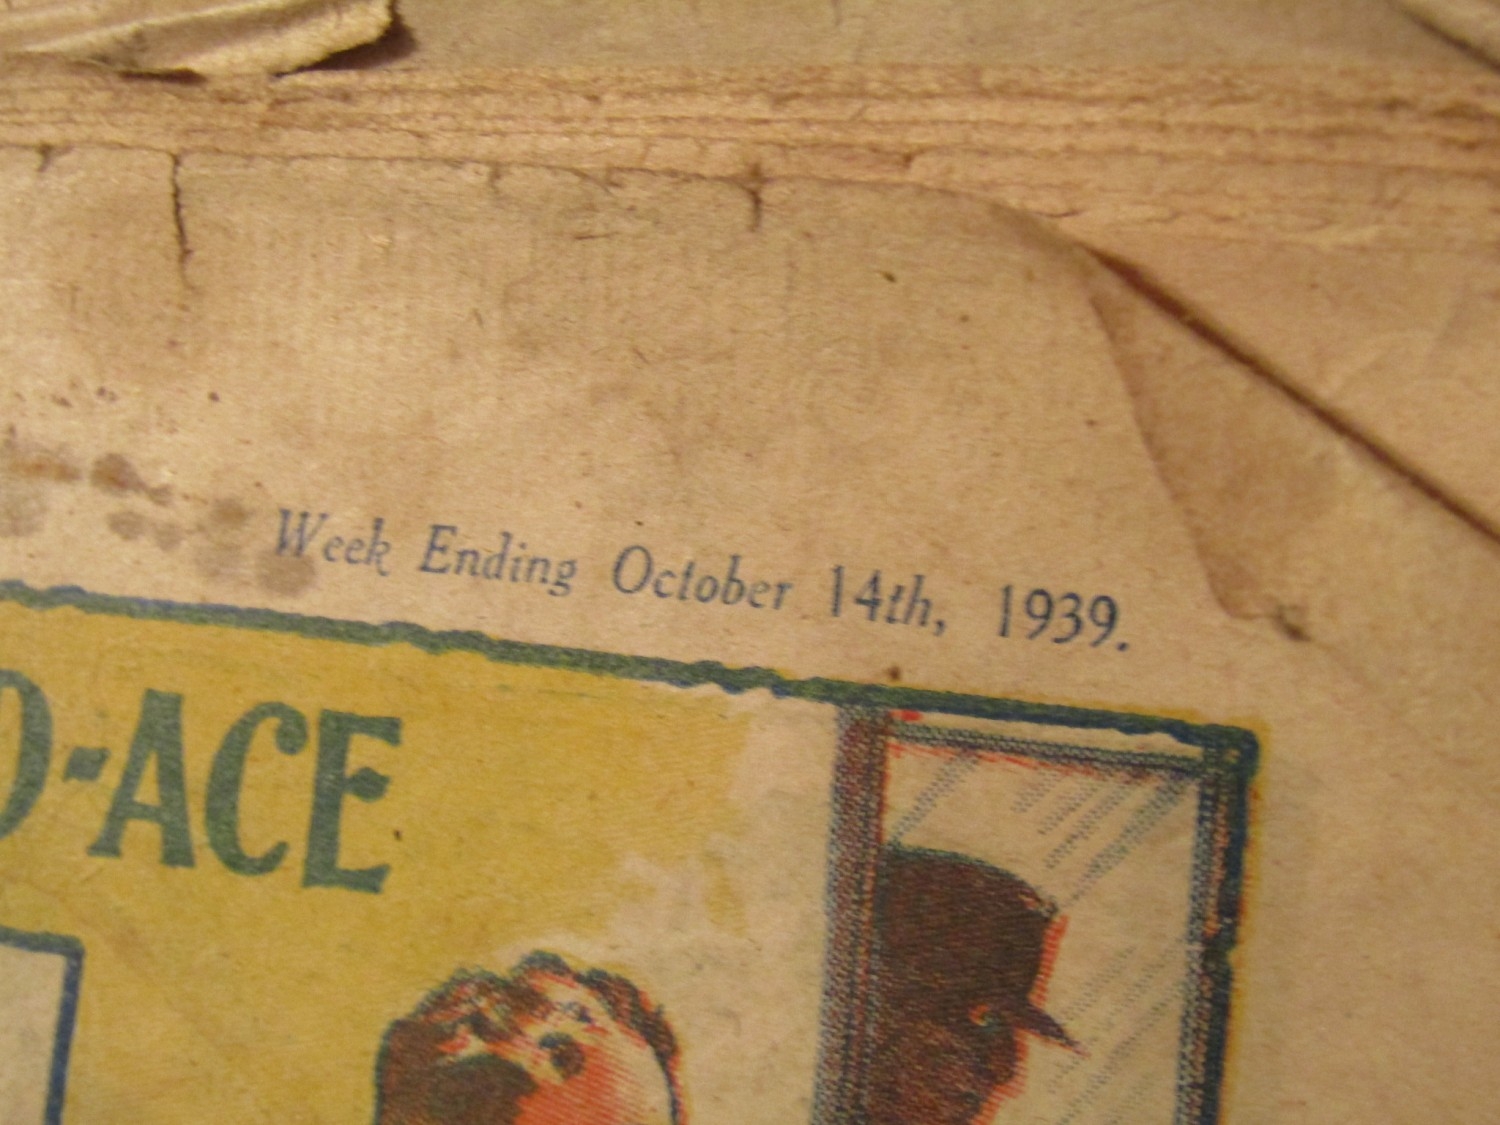 Week Ending October 14th, 1939.
D-ACE